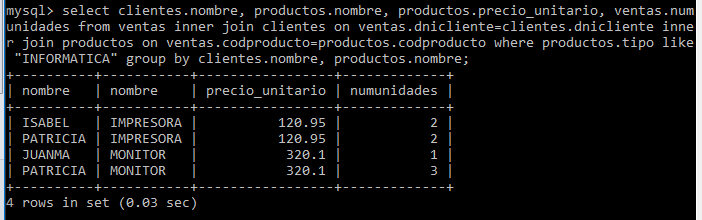 mysql> select clientes.nombre, productos.nombre, productos.precio_unitario, ventas.num
unidades from ventas inner join clientes on ventas.dnicliente=clientes.dnicliente inne
r join productos on ventas.codproducto=productos.codproducto where productos.tipo like
 "INFORMATICA" group by clientes.nombre, productos.nombre;
+----------+-----------+-----------------+-------------+
| nombre   | nombre    | precio_unitario | numunidades |
+----------+-----------+-----------------+-------------+
| ISABEL   | IMPRESORA |          120.95 |           2 |
| PATRICIA | IMPRESORA |          120.95 |           2 |
| JUANMA   | MONITOR   |           320.1 |           1 |
| PATRICIA | MONITOR   |           320.1 |           3 |
+----------+-----------+-----------------+-------------+
4 rows in set (0.03 sec)